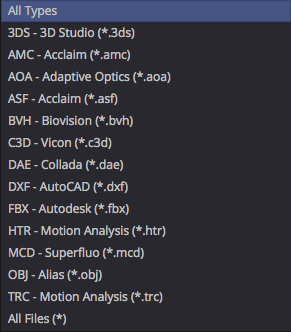 All Types
3DS - 3D Studio (*.3ds)
AMC - Acclaim (*.amc)
AOA - Adaptive Optics (*.aoa)
ASF - Acclaim (*.asf)
BVH - Biovision (*.bvh)
C3D - Vicon (*.c3d)
DAE - Collada (*.dae)
DXF - AutoCAD (*.dxf)
FBX - Autodesk (*.fbx)
HTR - Motion Analysis (*.htr)
MCD - Superfluo (*.mcd)
OBJ - Alias (*.obj)
TRC - Motion Analysis (*.trc)
All Files (*)